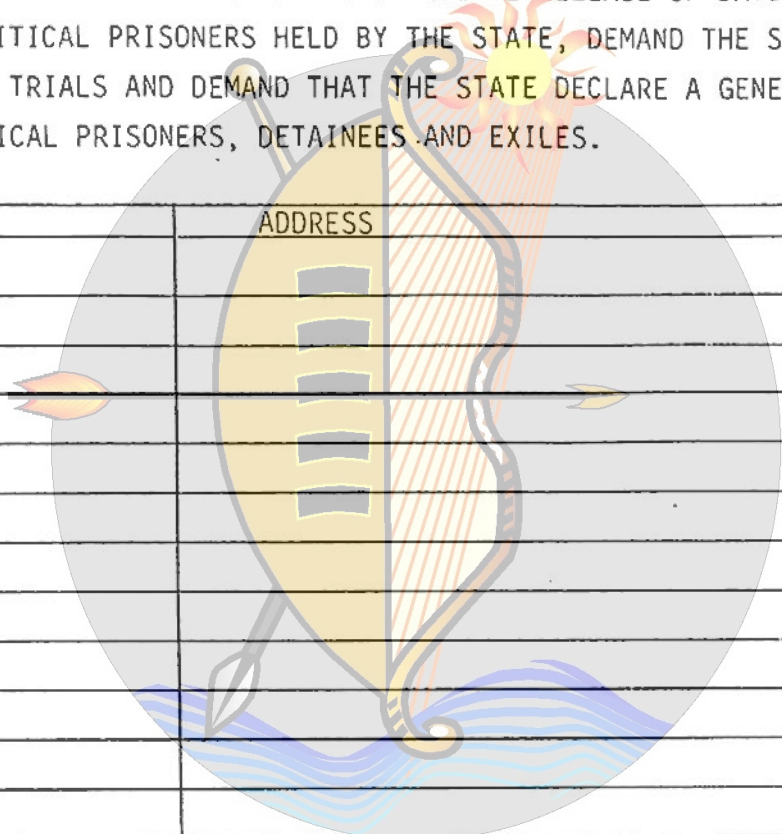 ITICAL PRISONERS HELD BY THE STATE, DEMAND THE S
TRIALS AND DEMAND THAT THE STATE DECLARE A GENE
ICAL PRISONERS, DETAINEES AND EXILES.
ADDRESS